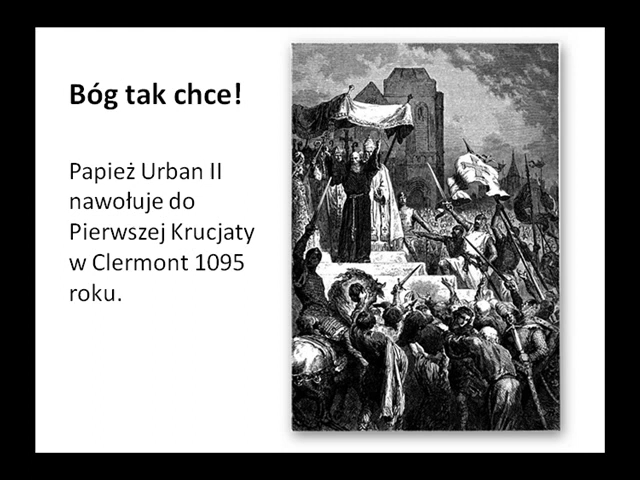 Bóg tak chce!
Papież Urban II
nawołuje do
Pierwszej Krucjaty
w Clermont 1095
roku.